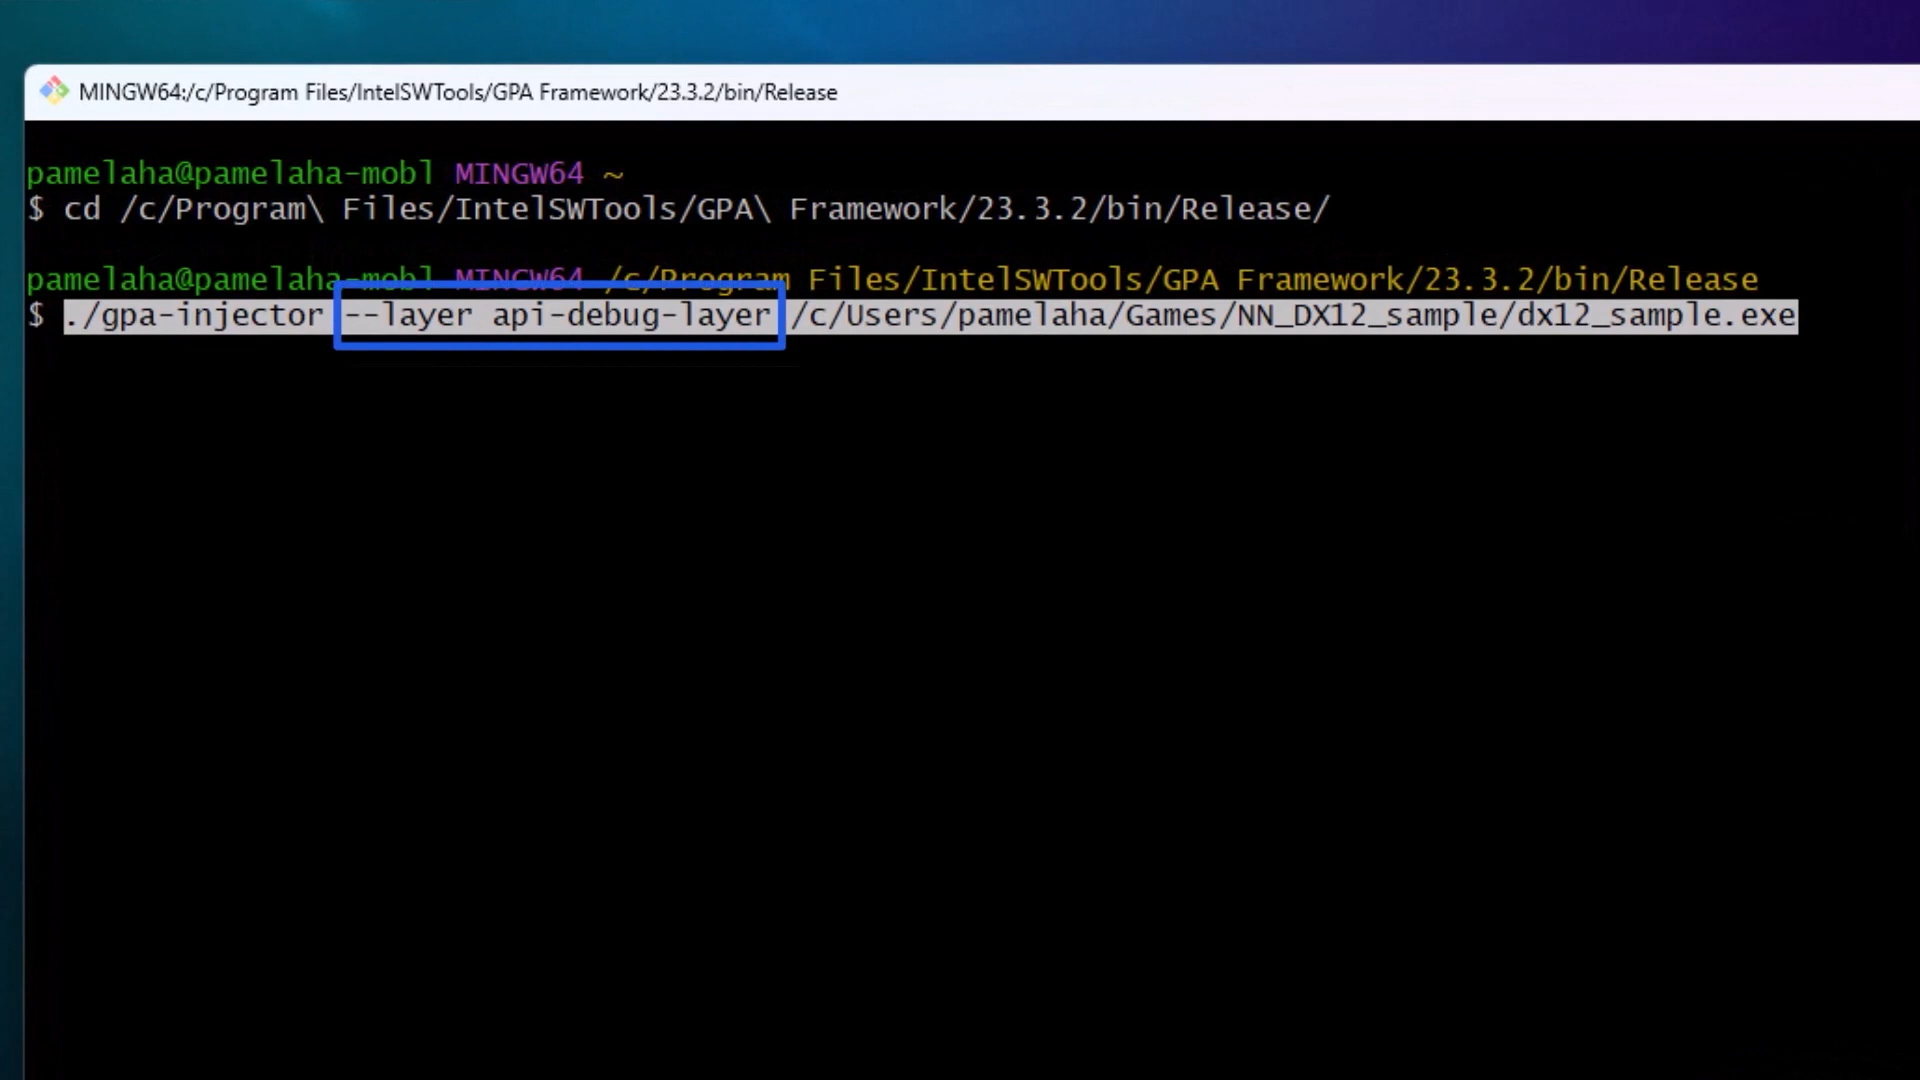 MINGW64:/c/Program Files/IntelSWTools/GPA Framework/23.3.2/bin/Release
pamelaha@pamelaha-mobl MINGW64 ~
$ cd /c/Program\ Files/IntelSWTools/GPA\ Framework/23.3.2/bin/Release/
pamelaha@pamelaha-mobl MINGW64 /c/Program Files/IntelSWTools/GPA Framework/23.3.2/bin/Release
$ ./gpa-injector --layer api-debug-layer /c/Users/pamelaha/Games/NN_DX12_sample/dx12_sample.exe